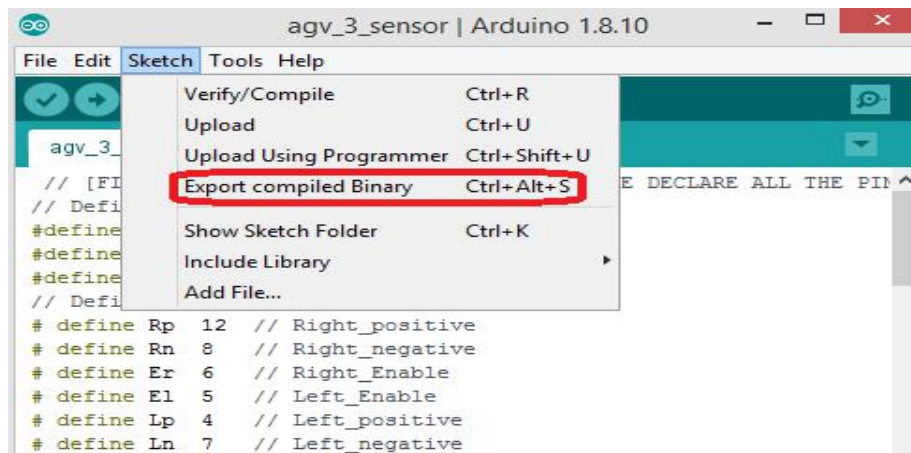 agv_3_sensor | Arduino 1.8.10
File Edit Sketch Tools Help
Verify/Compile Ctrl+R
Upload Ctrl+U
agv_3_
Upload Using Programmer Ctrl+Shift+U
// [FI
Export compiled Binary Ctrl+Alt+S
E DECLARE ALL THE PIN
// Defi
#define
Show Sketch Folder Ctrl+K
#define
Include Library
#define
Add File...
// Defi
# define Rp 12 // Right_positive
# define Rn 8 // Right_negative
# define Er 6 // Right_Enable
# define El 5 // Left_Enable
# define Lp 4 // Left_positive
# define Ln 7 // Left_negative